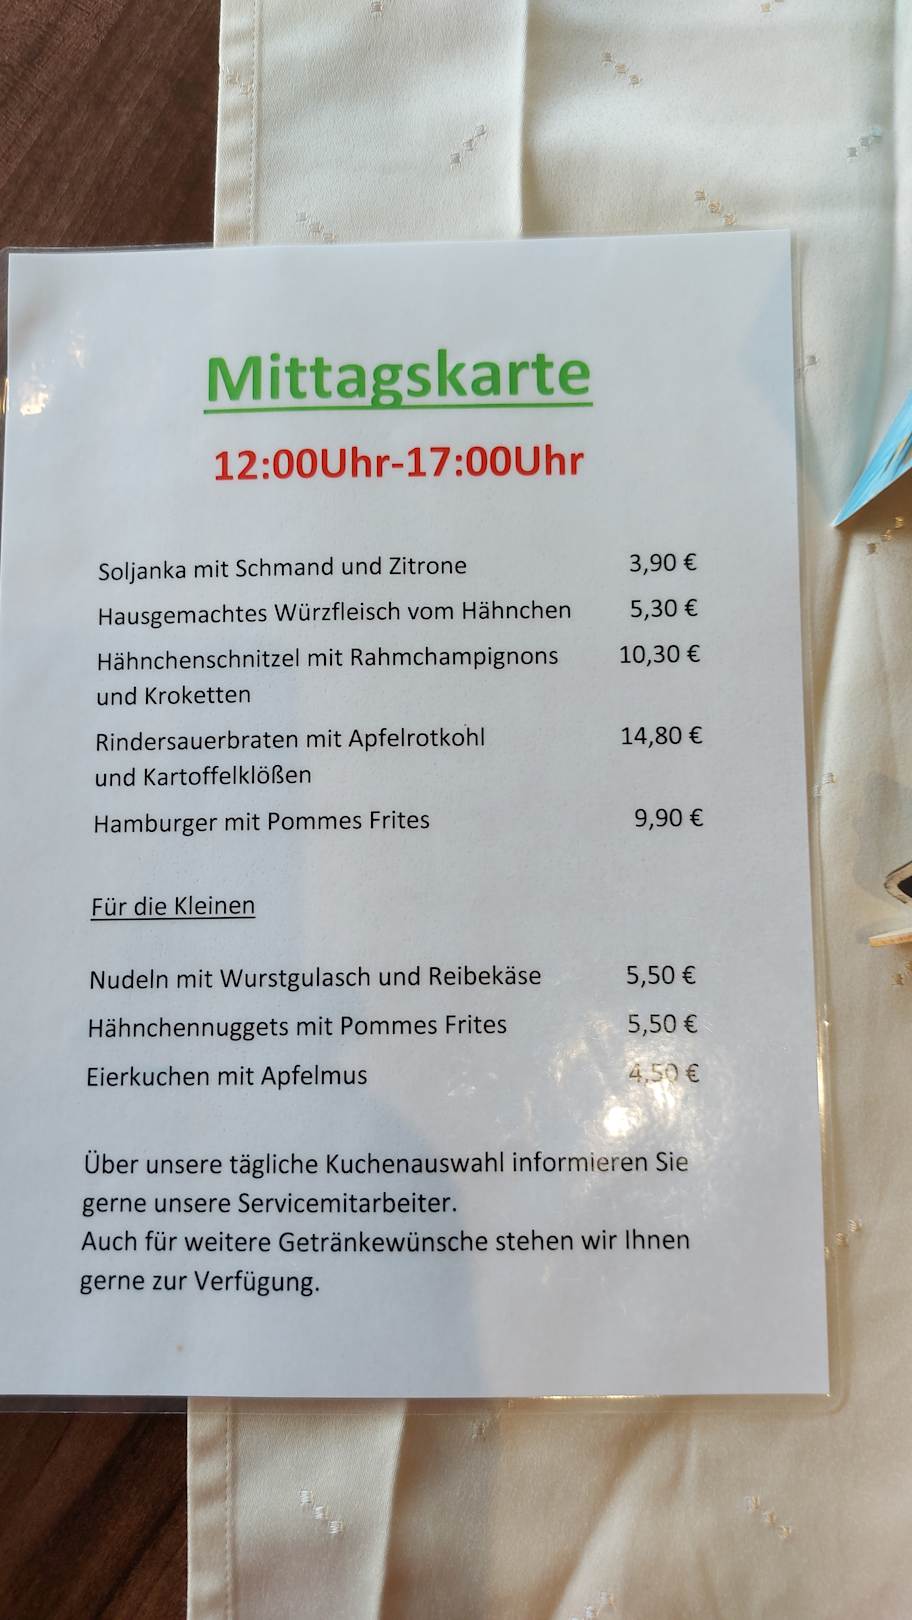 Mittagskarte
12:00Uhr-17:00Uhr
Soljanka mit Schmand und Zitrone 3,90 €
Hausgemachtes Würzfleisch vom Hähnchen 5,30 €
Hähnchenschnitzel mit Rahmchampignons 10,30 €
und Kroketten
Rindersauerbraten mit Apfelrotkohl 14,80 €
und Kartoffelklößen
Hamburger mit Pommes Frites 9,90 €
Für die Kleinen
Nudeln mit Wurstgulasch und Reibekäse 5,50 €
Hähnchennuggets mit Pommes Frites 5,50 €
Eierkuchen mit Apfelmus 4,50 €
Über unsere tägliche Kuchenauswahl informieren Sie
gerne unsere Servicemitarbeiter.
Auch für weitere Getränkewünsche stehen wir Ihnen
gerne zur Verfügung.